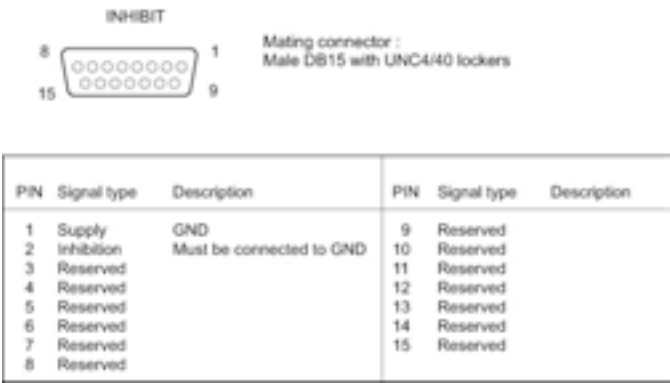 INHIBIT
8 1
15 9
Mating connector :
Male DB15 with UNC4/40 lockers
PIN Signal type Description PIN Signal type Description
1 Supply GND 9 Reserved
2 Inhibition Must be connected to GND 10 Reserved
3 Reserved 11 Reserved
4 Reserved 12 Reserved
5 Reserved 13 Reserved
6 Reserved 14 Reserved
7 Reserved 15 Reserved
8 Reserved